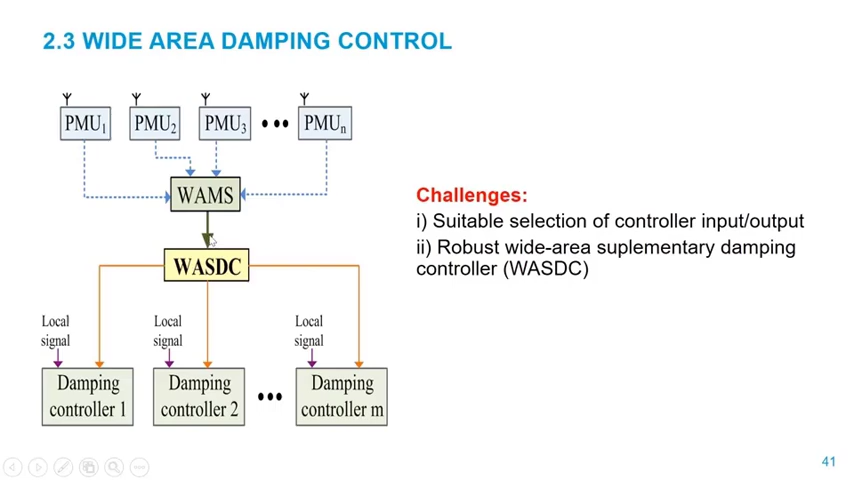 2.3 WIDE AREA DAMPING CONTROL
PMU1 PMU2 PMU3 ••• PMUn
WAMS
WASDC
Local signal
Local signal
Local signal
Damping controller 1
Damping controller 2
•••
Damping controller m
Challenges:
i) Suitable selection of controller input/output
ii) Robust wide-area suplementary damping
controller (WASDC)
41